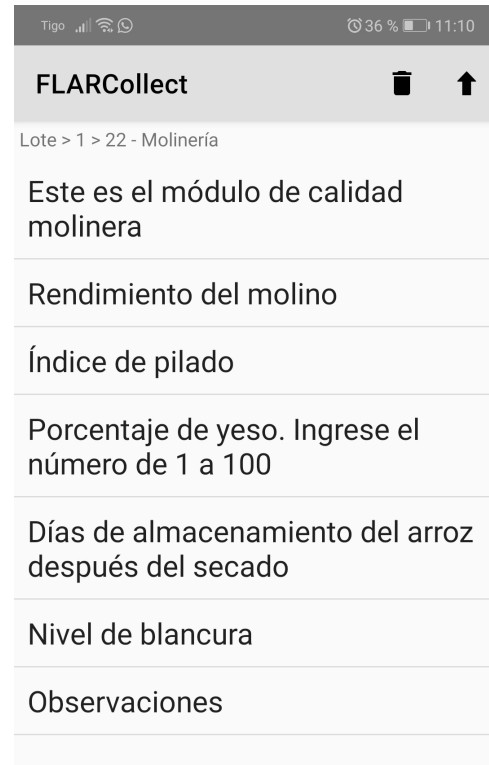 Tigo 36 % 11:10
FLARCollect
Lote > 1 > 22 - Molinería
Este es el módulo de calidad
molinera
Rendimiento del molino
Índice de pilado
Porcentaje de yeso. Ingrese el
número de 1 a 100
Días de almacenamiento del arroz
después del secado
Nivel de blancura
Observaciones